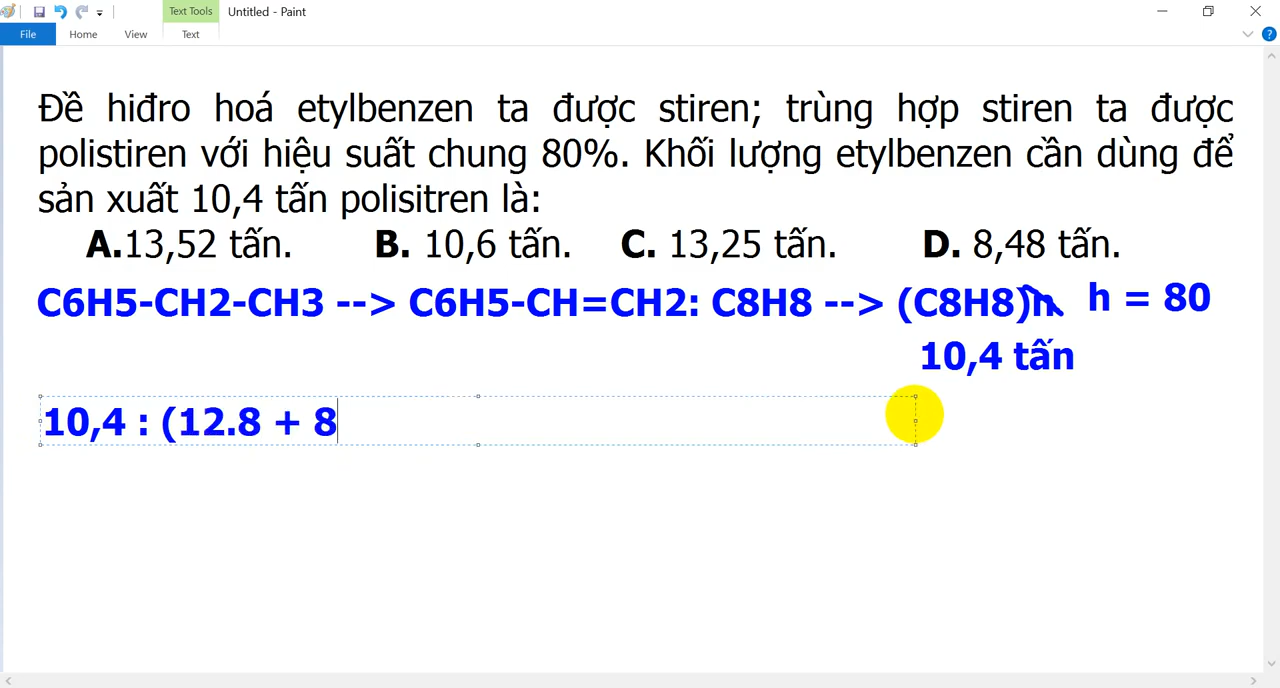 Text Tools
Untitled - Paint
File Home View Text
Đề hiđro hoá etylbenzen ta được stiren; trùng hợp stiren ta được
polistiren với hiệu suất chung 80%. Khối lượng etylbenzen cần dùng để
sản xuất 10,4 tấn polisitren là:
A.13,52 tấn. B. 10,6 tấn. C. 13,25 tấn. D. 8,48 tấn.
C6H5-CH2-CH3 --> C6H5-CH=CH2: C8H8 --> (C8H8)n h = 80
10,4 tấn
10,4 : (12.8 + 8